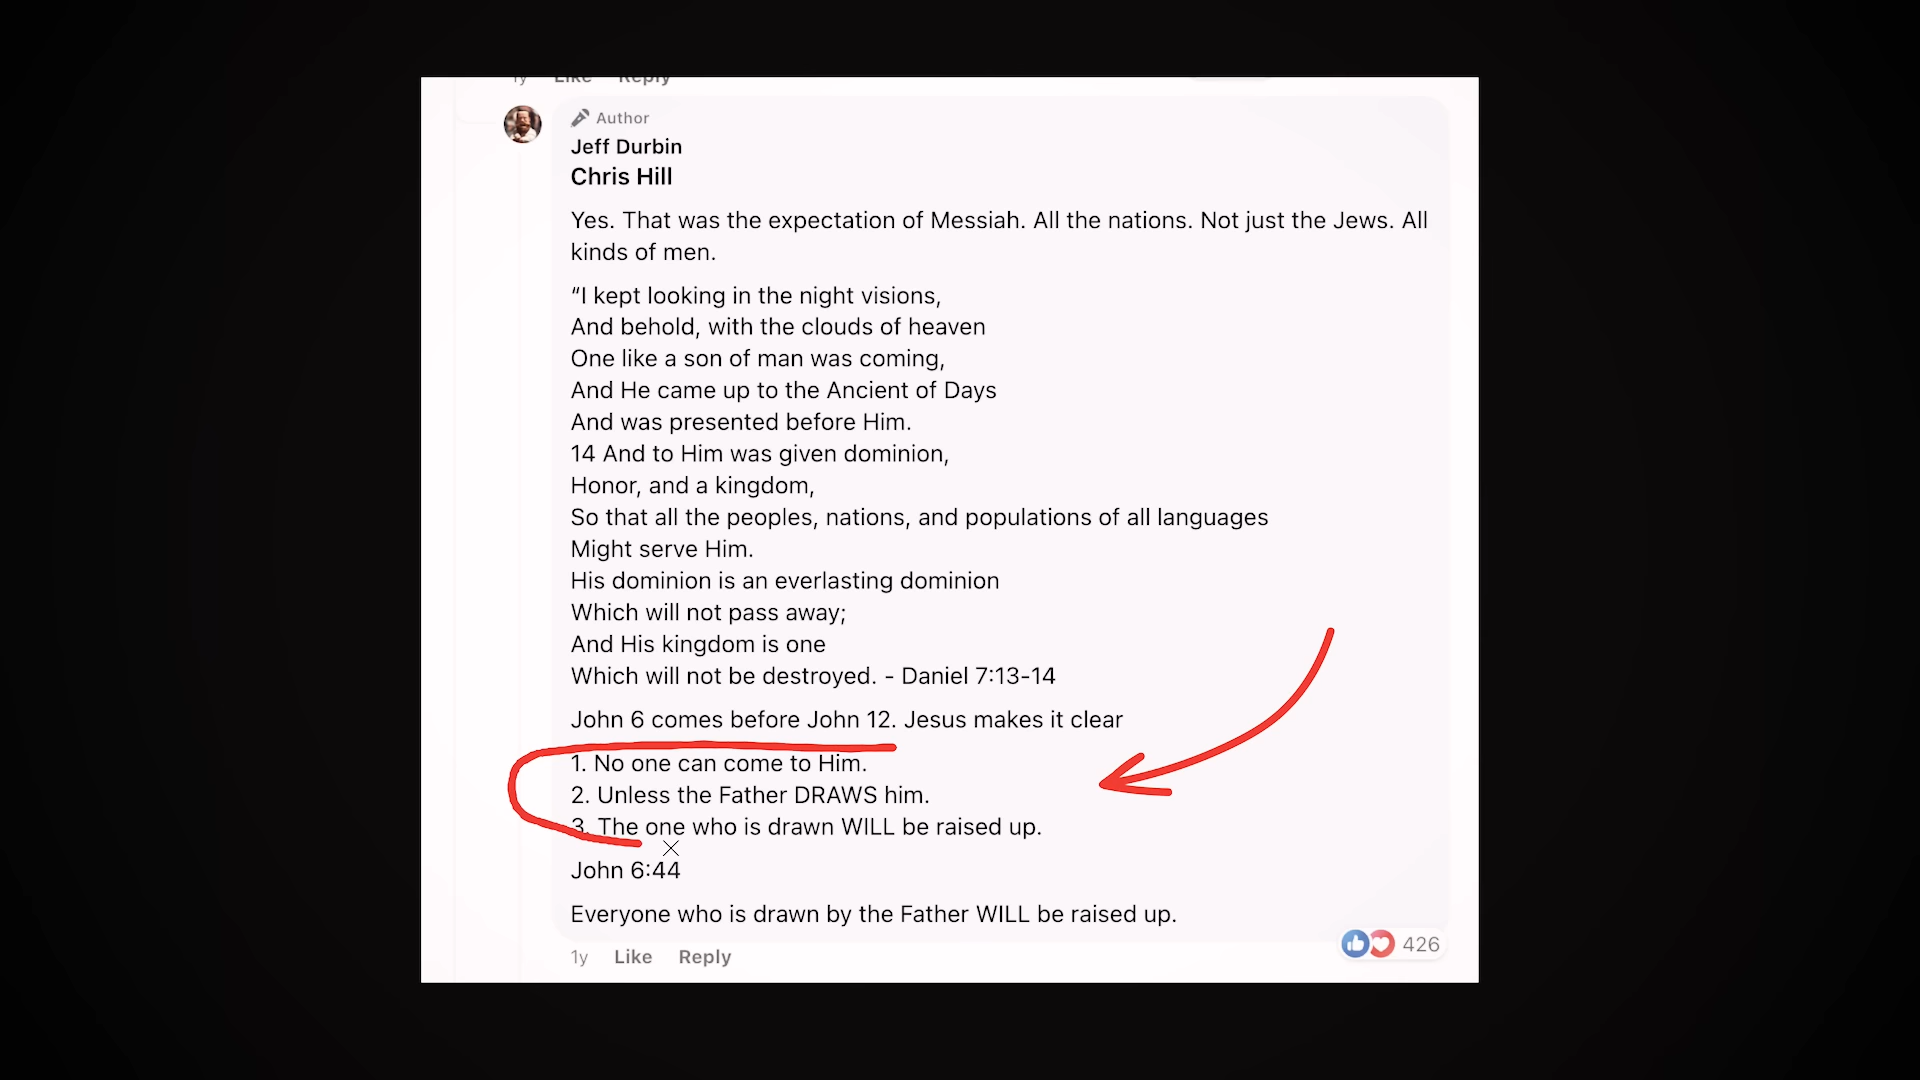 1y Like Reply
Author
Jeff Durbin
Chris Hill
Yes. That was the expectation of Messiah. All the nations. Not just the Jews. All
kinds of men.
“I kept looking in the night visions,
And behold, with the clouds of heaven
One like a son of man was coming,
And He came up to the Ancient of Days
And was presented before Him.
14 And to Him was given dominion,
Honor, and a kingdom,
So that all the peoples, nations, and populations of all languages
Might serve Him.
His dominion is an everlasting dominion
Which will not pass away;
And His kingdom is one
Which will not be destroyed. - Daniel 7:13-14
John 6 comes before John 12. Jesus makes it clear
1. No one can come to Him.
2. Unless the Father DRAWS him.
3. The one who is drawn WILL be raised up.
John 6:44
Everyone who is drawn by the Father WILL be raised up.
1y Like Reply
426